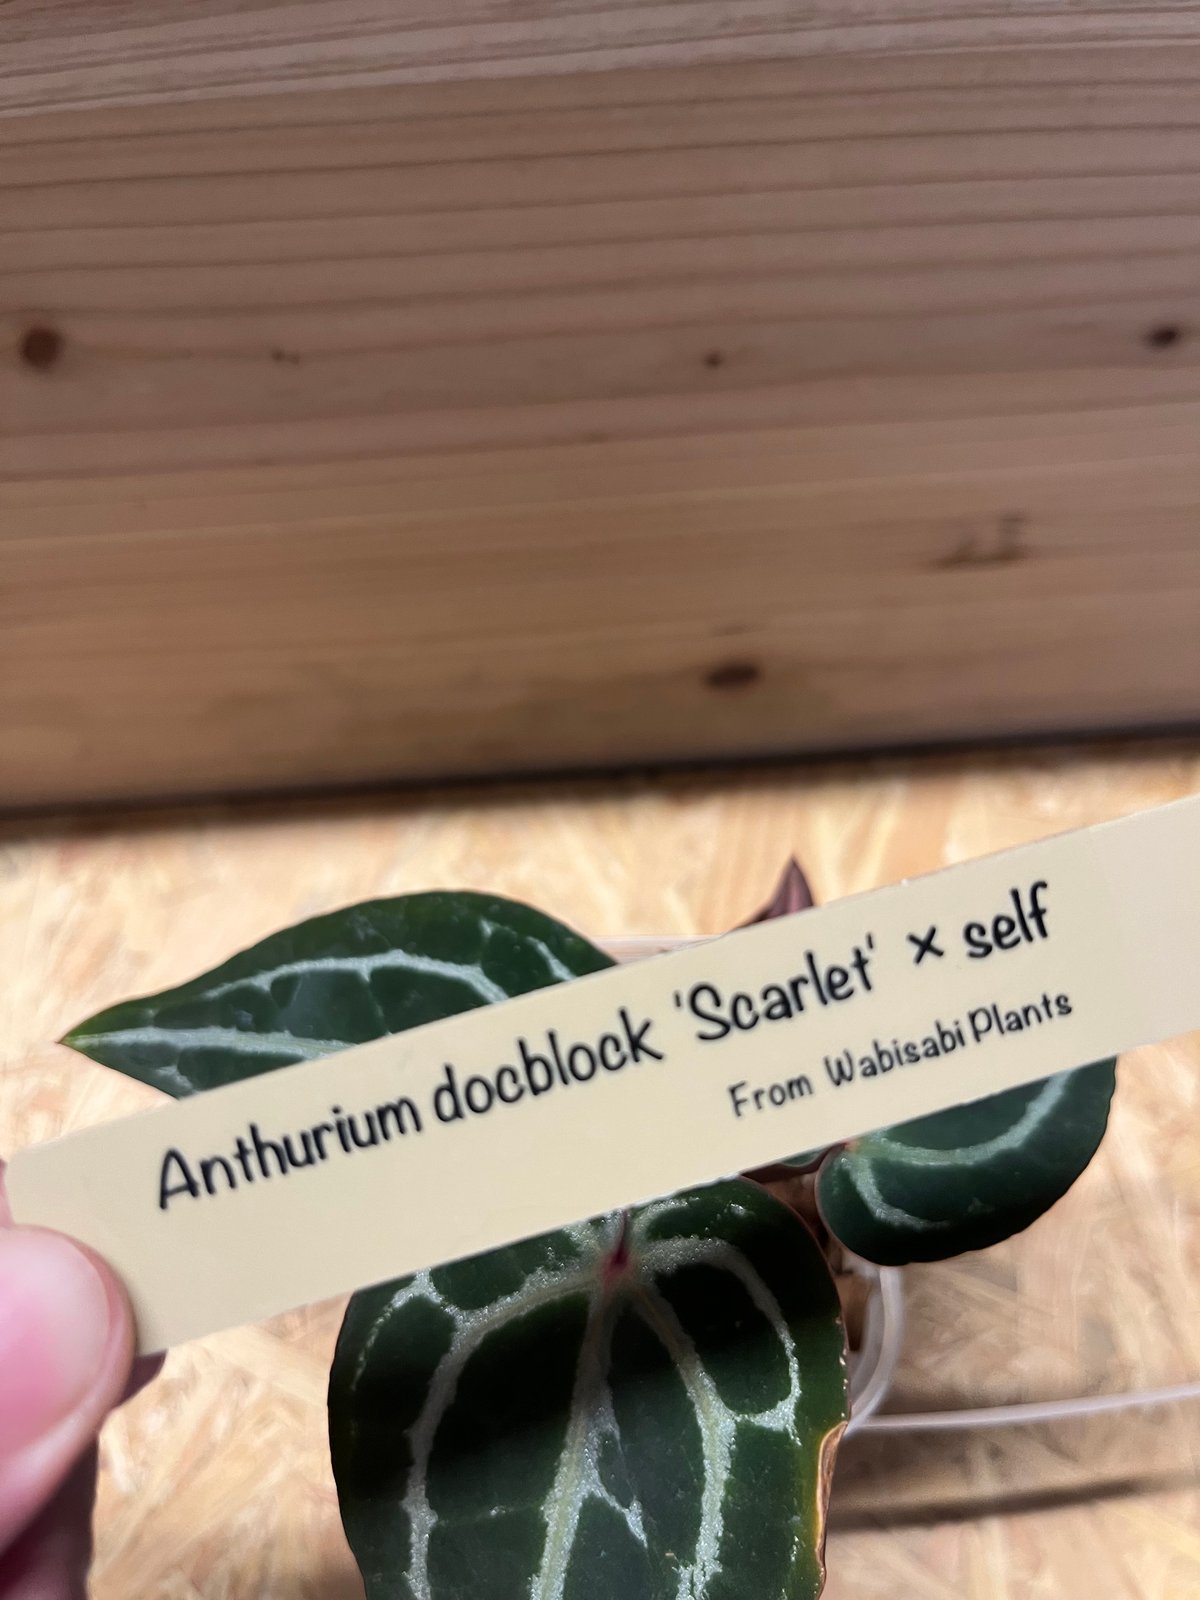 Anthurium docblock 'Scarlet' × self
From Wabisabi Plants